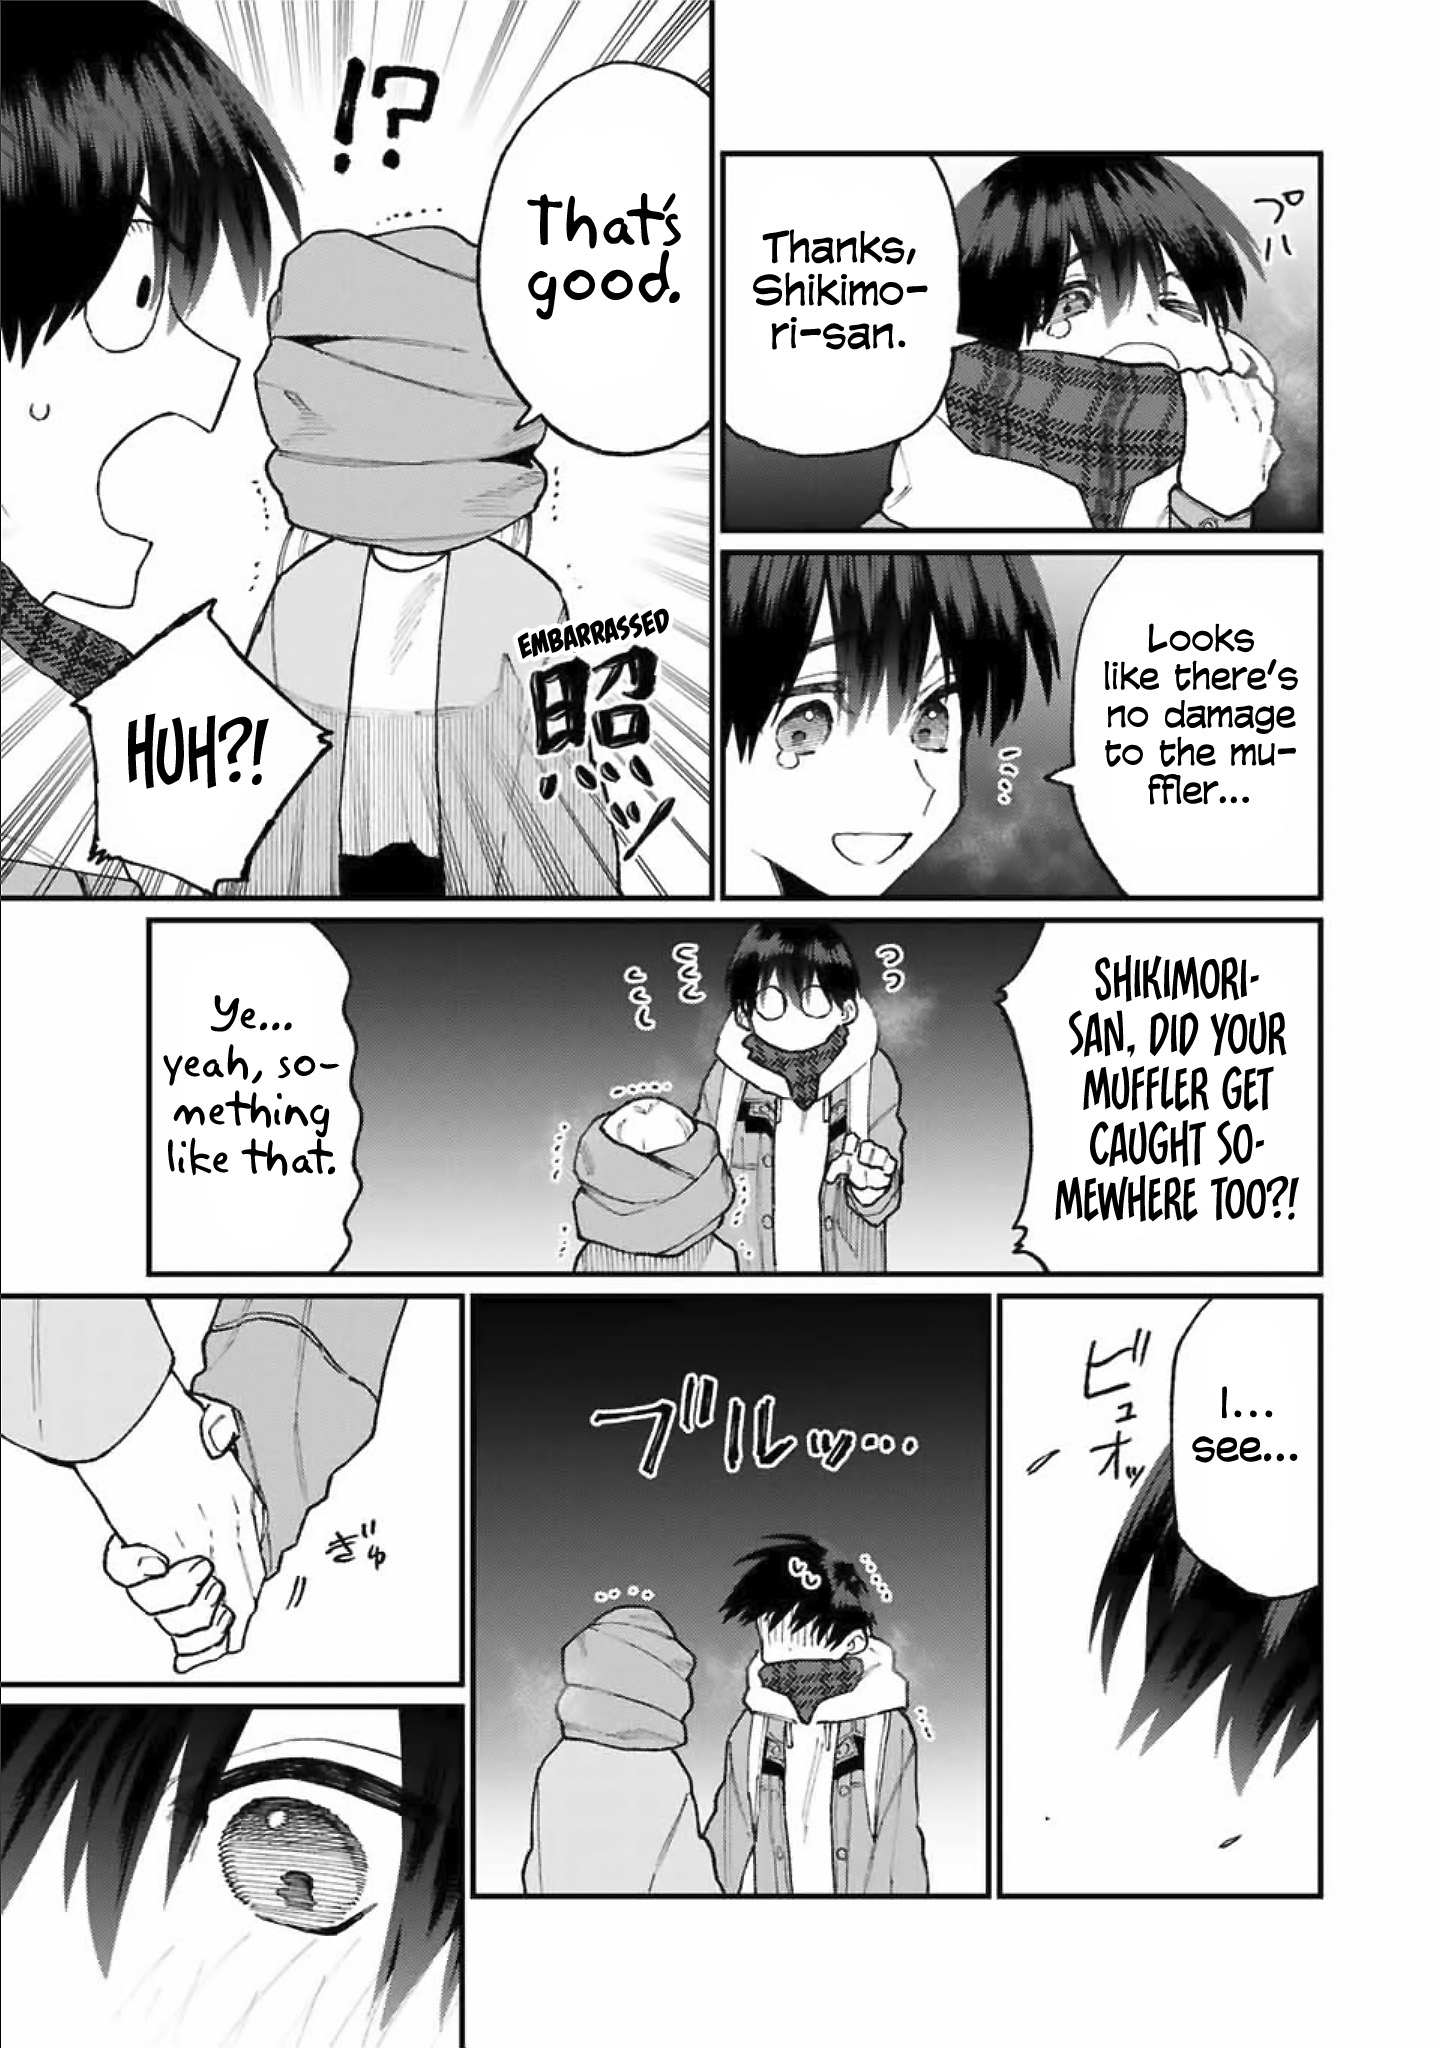 プハ
Thanks,
Shikimo-
ri-san.
Looks
like there's
no damage
to the mu-
ffler...
That's
good.
!?
EMBARRASSED
照
HUH?!
SHIKIMORI-
SAN, DID YOUR
MUFFLER GET
CAUGHT SO-
MEWHERE TOO?!
Ye...
yeah, so-
mething
like that.
I...
see...
ビュオッ
ブルッ...
ぎゅ